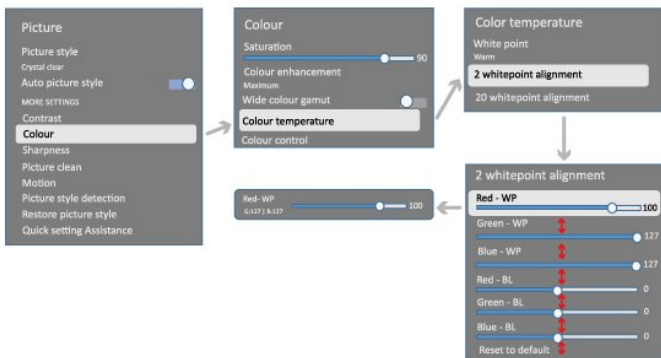 Picture
Picture style
Crystal clear
Auto picture style
MORE SETTINGS
Contrast
Colour
Sharpness
Picture clean
Motion
Picture style detection
Restore picture style
Quick setting Assistance
Colour
Saturation
90
Colour enhancement
Maximum
Wide colour gamut
Colour temperature
Colour control
Color temperature
White point
Warm
2 whitepoint alignment
20 whitepoint alignment
2 whitepoint alignment
Red - WP
100
Green - WP
127
Blue - WP
127
Red - BL
0
Green - BL
0
Blue - BL
0
Reset to default
Red- WP
100
G:127 | B:127